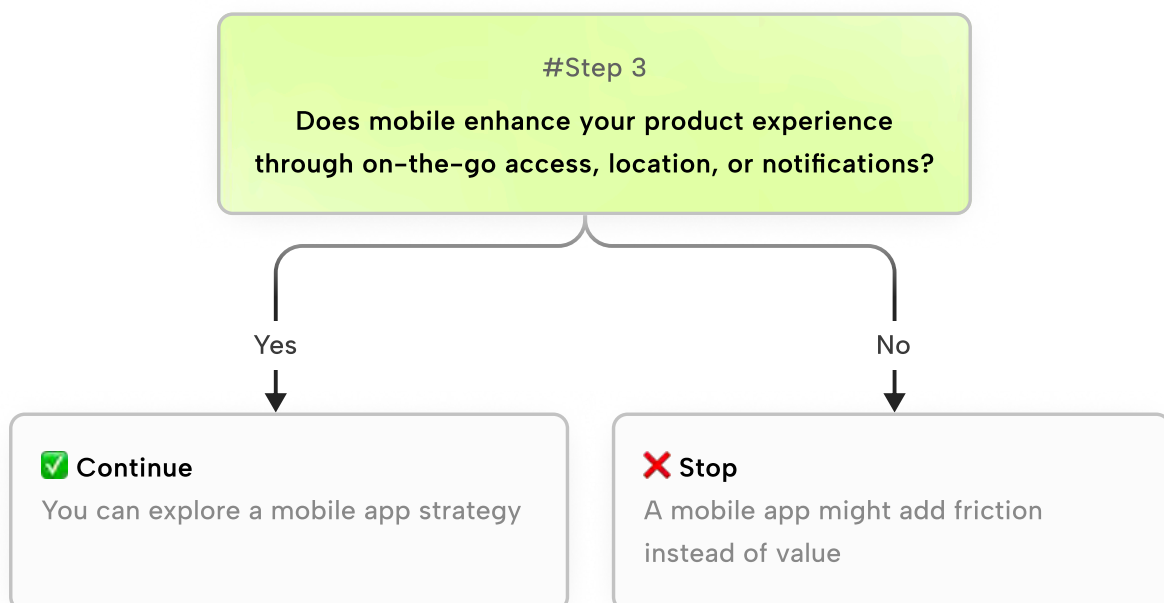 #Step 3
Does mobile enhance your product experience
through on-the-go access, location, or notifications?
Yes
No
✅ Continue
You can explore a mobile app strategy
❌ Stop
A mobile app might add friction
instead of value